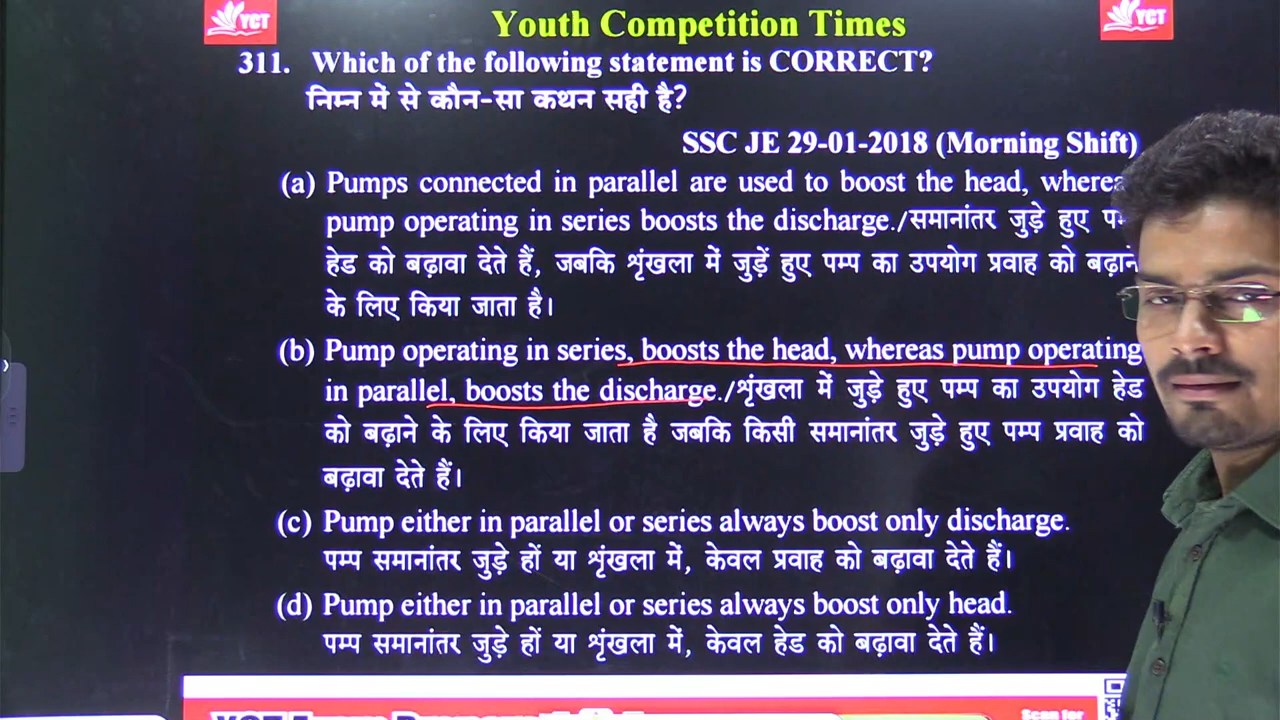 YCT
Youth Competition Times
YCT
311. Which of the following statement is CORRECT?
निम्न में से कौन-सा कथन सही है?
SSC JE 29-01-2018 (Morning Shift)
(a) Pumps connected in parallel are used to boost the head,
pump operating in series boosts the discharge./समानांतर जुड़े हुए
हेड को बढ़ावा देते हैं, जबकि शृंखला में जुड़ें हुए पम्प का उपयोग प्रवाह को बढ़ाने
के लिए किया जाता है।
(b) Pump operating in series, boosts the head, whereas pump operating
in parallel, boosts the discharge./शृंखला में जुड़े हुए पम्प का उपयोग हेड
को बढ़ाने के लिए किया जाता है जबकि किसी समानांतर जुड़े हुए पम्प प्रवाह को
बढ़ावा देते हैं।
(c) Pump either in parallel or series always boost only discharge.
पम्प समानांतर जुड़े हों या शृंखला में, केवल प्रवाह को बढ़ावा देते हैं।
(d) Pump either in parallel or series always boost only head.
पम्प समानांतर जुड़े हों या शृंखला में, केवल हेड को बढ़ावा देते हैं।
Scan for